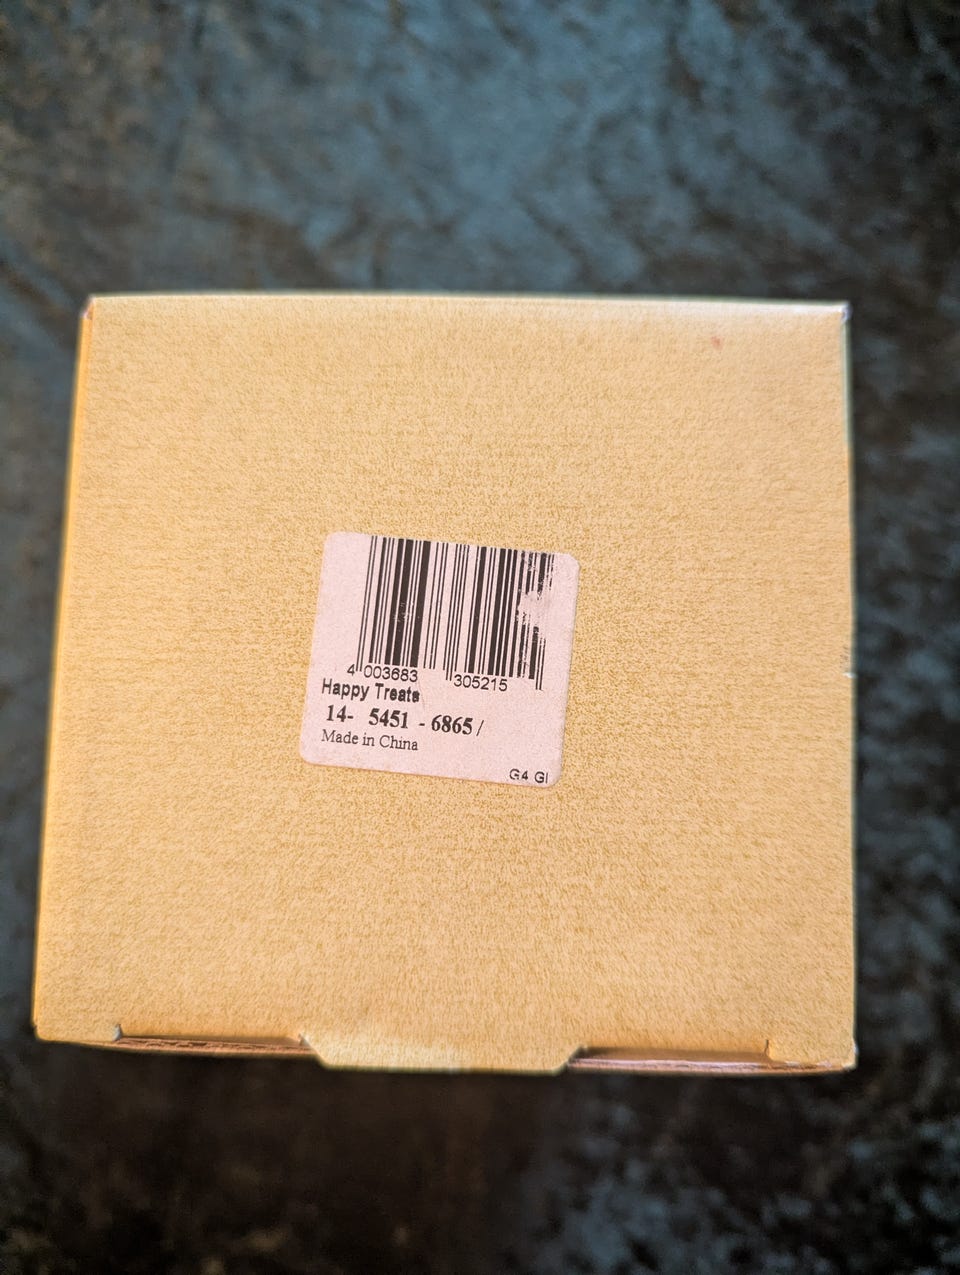 4 003683 305215
Happy Treats
14- 5451 - 6865 /
Made in China
G4 GI